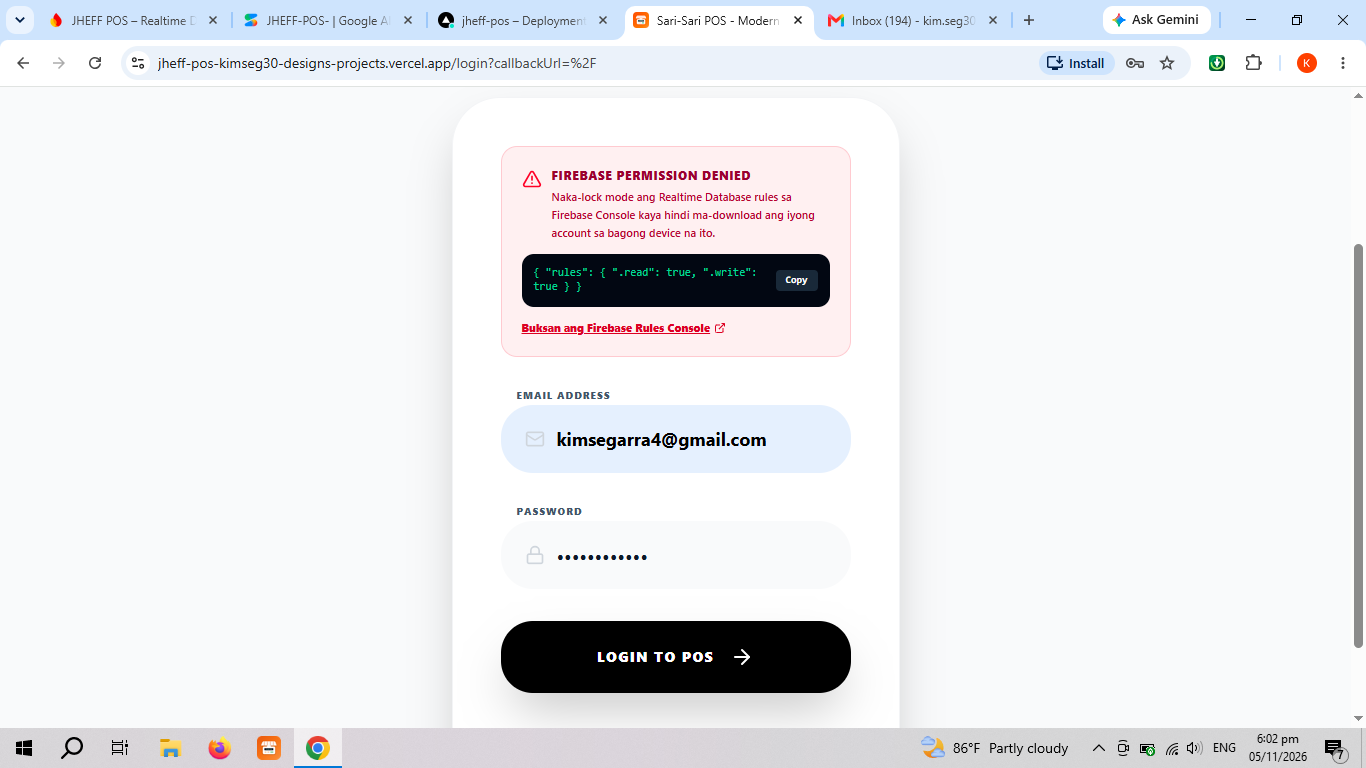 JHEFF POS – Realtime D
JHEFF-POS- | Google AI
jheff-pos – Deployment
Sari-Sari POS - Modern
Inbox (194) - kim.seg30
Ask Gemini
jheff-pos-kimseg30-designs-projects.vercel.app/login?callbackUrl=%2F
Install
K
FIREBASE PERMISSION DENIED
Naka-lock mode ang Realtime Database rules sa
Firebase Console kaya hindi ma-download ang iyong
account sa bagong device na ito.
{ "rules": { ".read": true, ".write":
true } }
Copy
Buksan ang Firebase Rules Console
EMAIL ADDRESS
kimsegarra4@gmail.com
PASSWORD
••••••••••••
LOGIN TO POS
86°F Partly cloudy
ENG
6:02 pm
05/11/2026
7